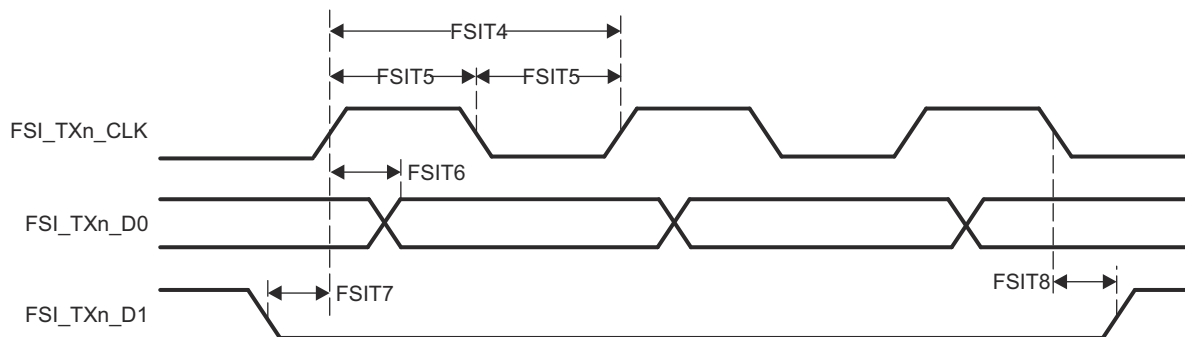 FSIT4
FSIT5 FSIT5
FSI_TXn_CLK
FSIT6
FSI_TXn_D0
FSIT7 FSIT8
FSI_TXn_D1